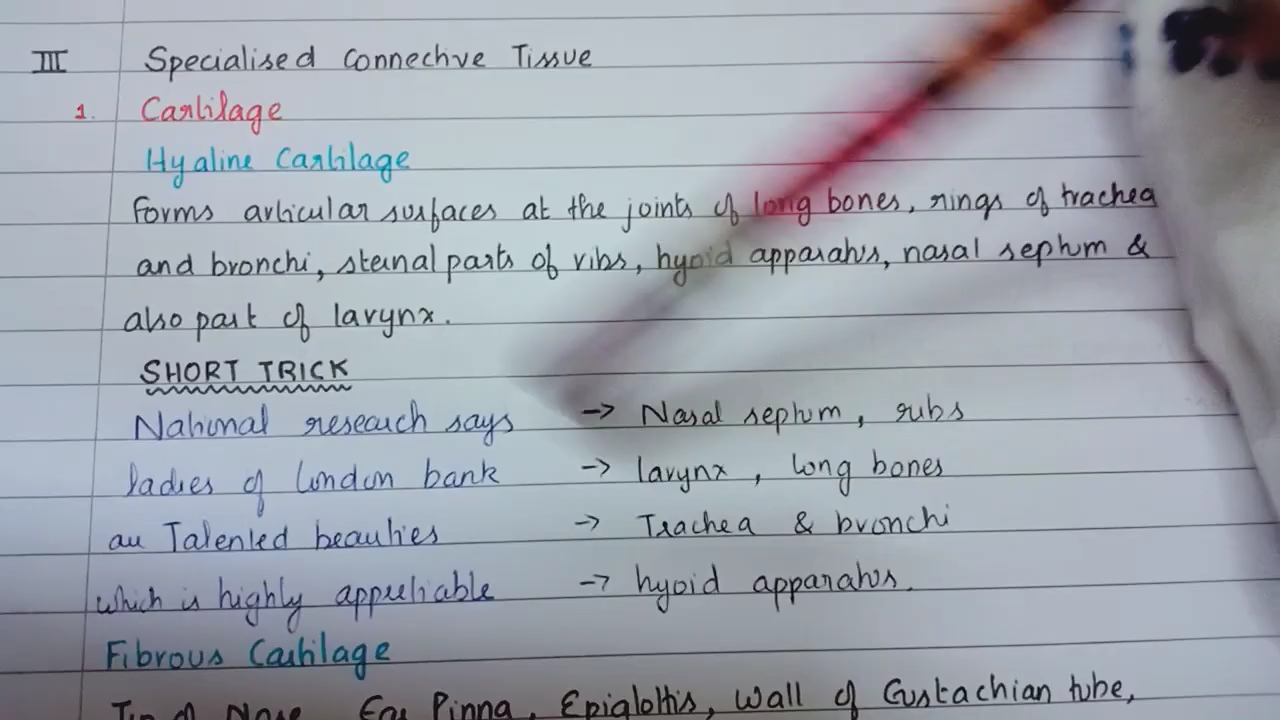 III Specialised Connective Tissue
1. Cartilage
Hyaline Cartilage
Forms articular surfaces at the joints of long bones, rings of trachea
and bronchi, sternal parts of ribs, hyoid apparatus, nasal septum &
also part of larynx.
SHORT TRICK
National research says -> Nasal septum, ribs
ladies of london bank -> larynx, long bones
are Talented beauties -> Trachea & bronchi
which is highly appreciable -> hyoid apparatus.
Fibrous Cartilage
Tip of Nose, Ear Pinna, Epiglottis, Wall of Eustachian tube,